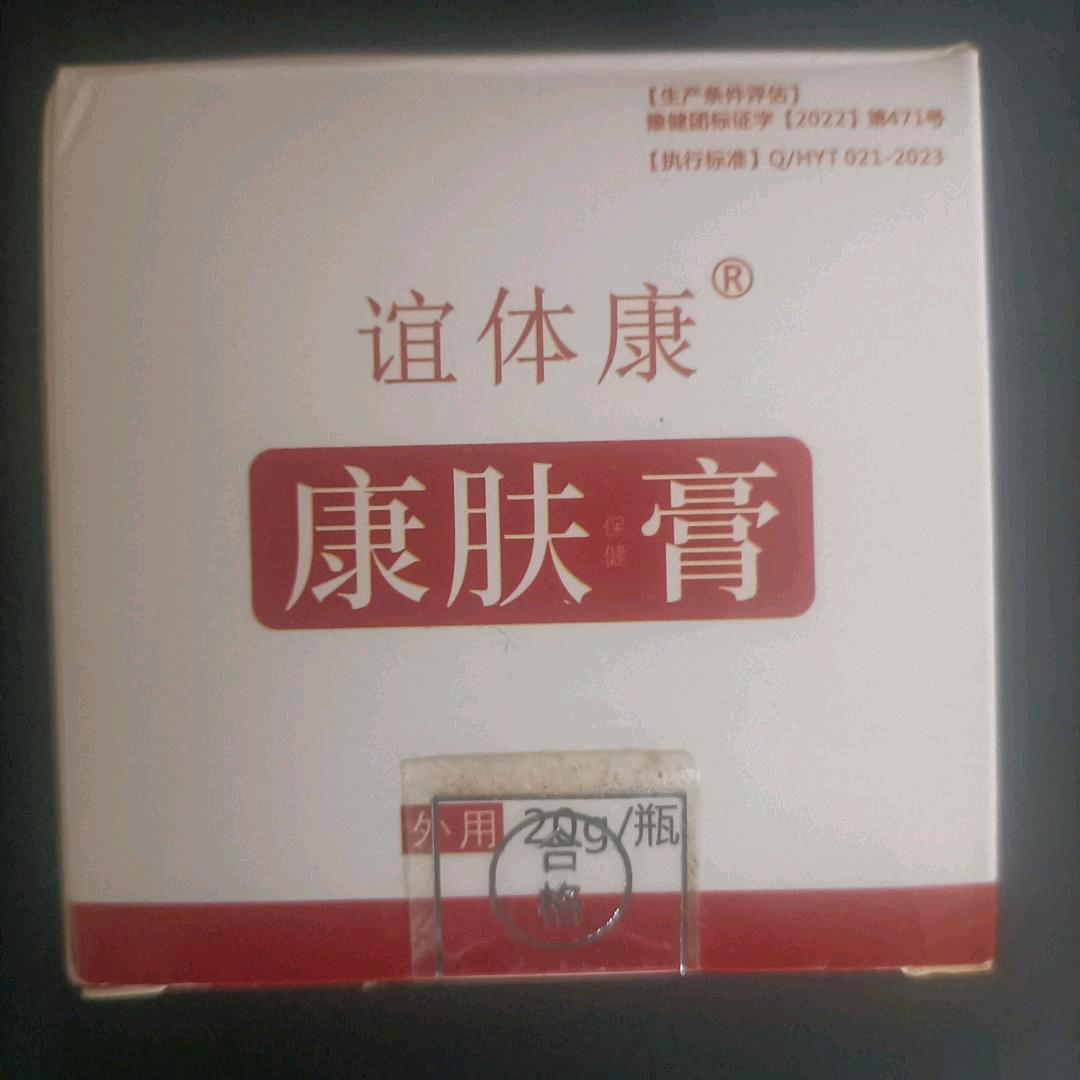 【生产条件评估】
豫健团标证字【2022】第471号
【执行标准】Q/HYT 021-2023
谊体康®
康肤膏
保健
外用 20g/瓶
合格